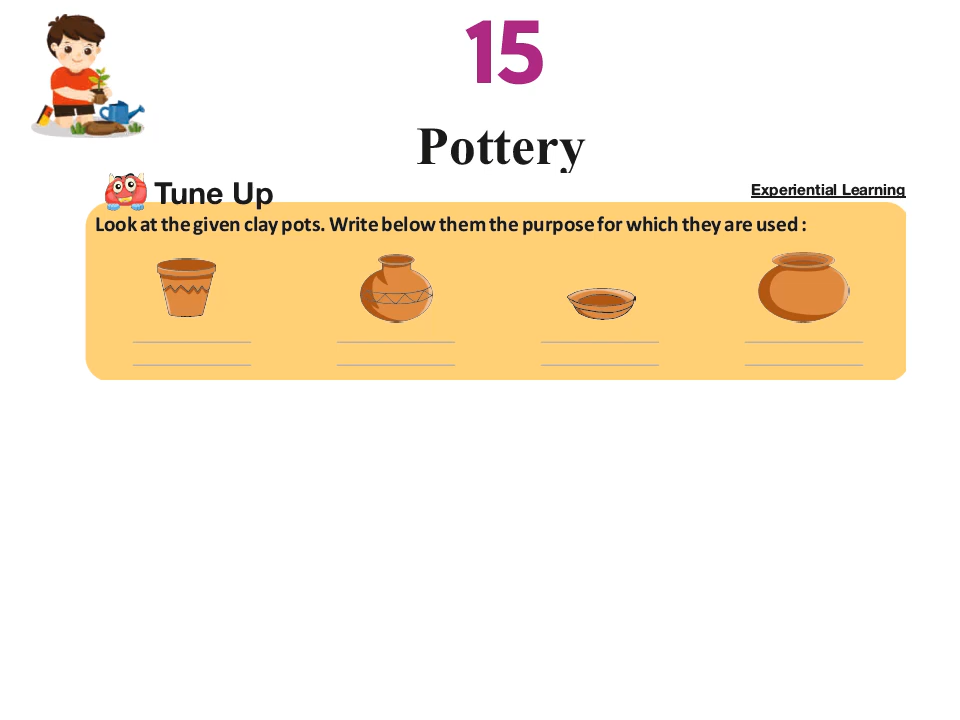 15
Pottery
Tune Up
Experiential Learning
Look at the given clay pots. Write below them the purpose for which they are used :